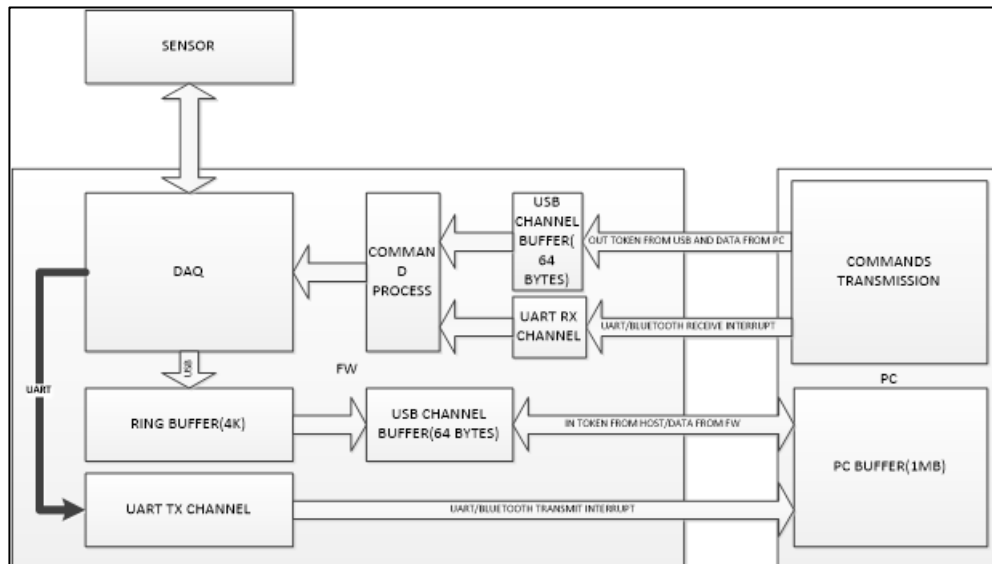 SENSOR
DAQ
COMMAN
D
PROCESS
USB
CHANNEL
BUFFER(
64
BYTES)
OUT TOKEN FROM USB AND DATA FROM PC
COMMANDS
TRANSMISSION
UART RX
CHANNEL
UART/BLUETOOTH RECEIVE INTERRUPT
USB
FW
PC
UART
RING BUFFER(4K)
USB CHANNEL
BUFFER(64 BYTES)
IN TOKEN FROM HOST/DATA FROM FW
PC BUFFER(1MB)
UART TX CHANNEL
UART/BLUETOOTH TRANSMIT INTERRUPT